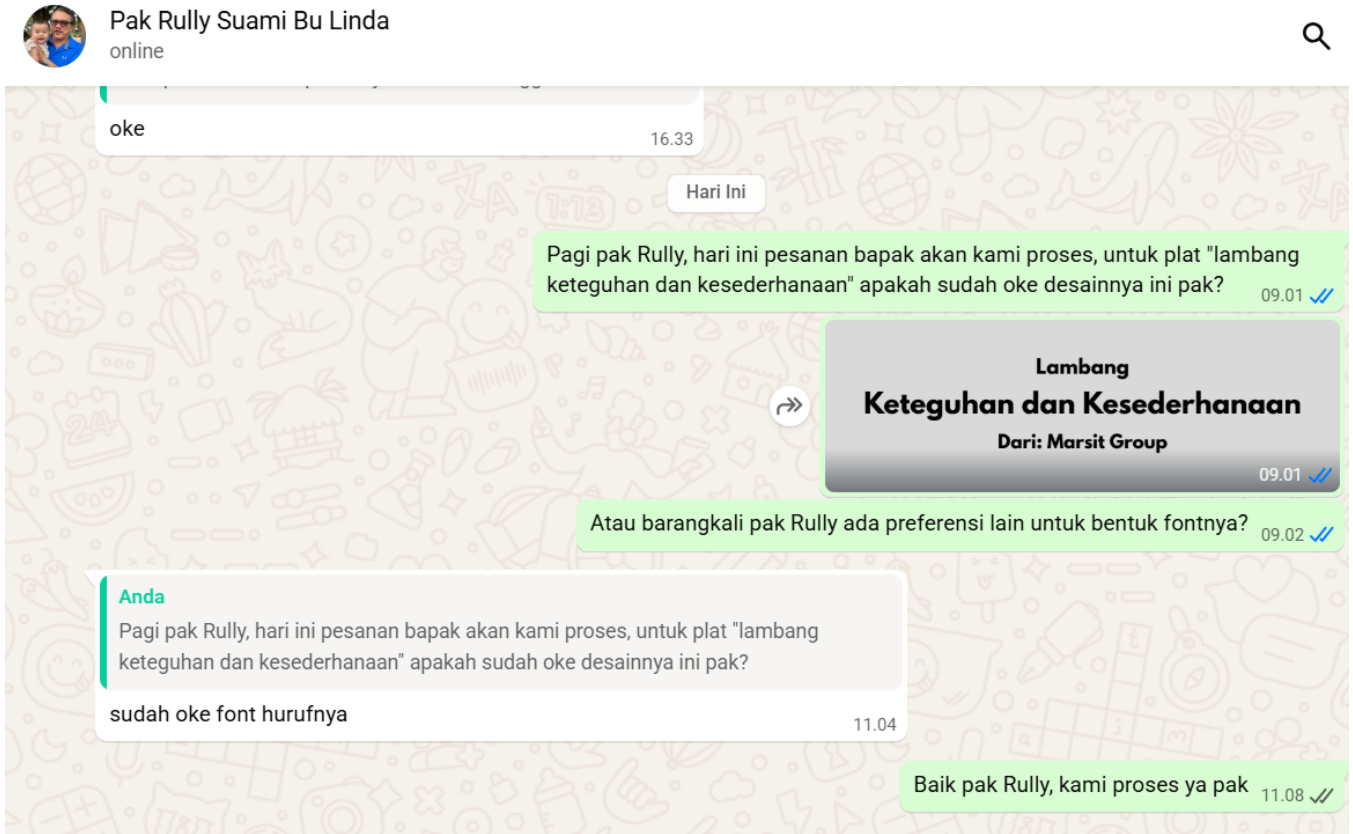 Pak Rully Suami Bu Linda
online
oke
16.33
Hari Ini
Pagi pak Rully, hari ini pesanan bapak akan kami proses, untuk plat "lambang
keteguhan dan kesederhanaan" apakah sudah oke desainnya ini pak?
09.01
Lambang
Keteguhan dan Kesederhanaan
Dari: Marsit Group
09.01
Atau barangkali pak Rully ada preferensi lain untuk bentuk fontnya?
09.02
Anda
Pagi pak Rully, hari ini pesanan bapak akan kami proses, untuk plat "lambang
keteguhan dan kesederhanaan" apakah sudah oke desainnya ini pak?
sudah oke font hurufnya
11.04
Baik pak Rully, kami proses ya pak
11.08